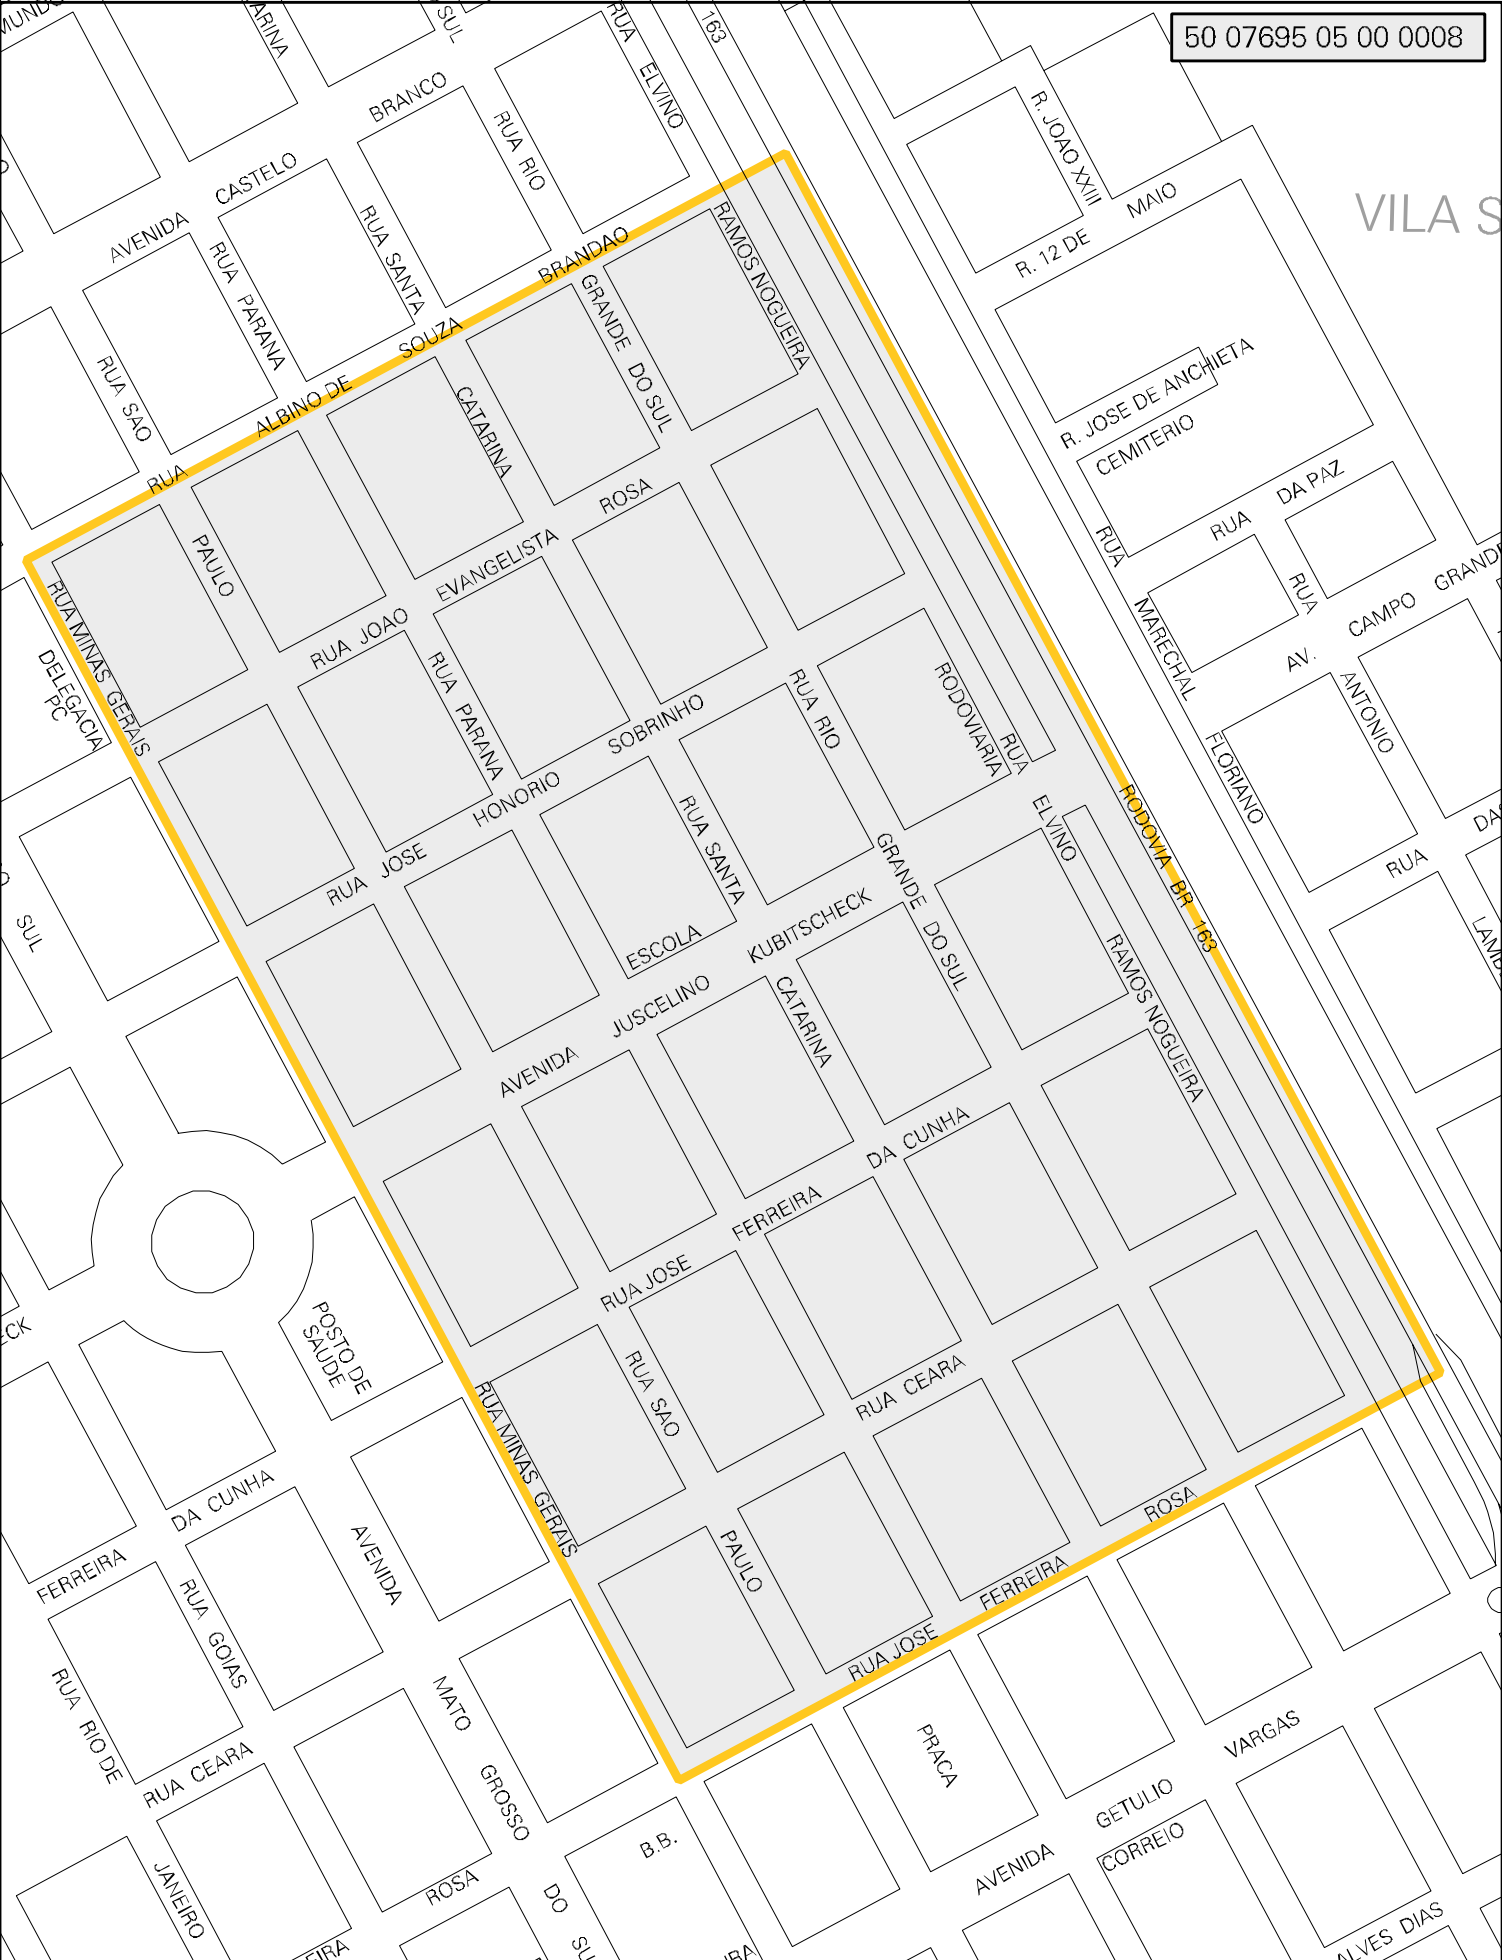 50 07695 05 00 0008
VILA S
163
SUL
RUA ELVINO
BRANCO
RUA RIO
CASTELO
AVENIDA
RUA SANTA
RUA PARANA
RUA SAO
R. JOAO XXIII
MAIO
R. 12 DE
R. JOSE DE ANCHIETA
CEMITERIO
RUA DA PAZ
RUA
RUA
MARECHAL
FLORIANO
AV. CAMPO GRANDE
ANTONIO
RUA
RUA ALBINO DE SOUZA BRANDAO
RAMOS NOGUEIRA
GRANDE DO SUL
CATARINA
PAULO
RUA MINAS GERAIS
DELEGACIA
PC
RUA JOAO EVANGELISTA ROSA
RUA PARANA
RUA JOSE HONORIO SOBRINHO
RUA RIO
RODOVIARIA
RUA
ELVINO
RODOVIA BR 163
RUA SANTA
GRANDE DO SUL
ESCOLA
AVENIDA JUSCELINO KUBITSCHECK
CATARINA
RAMOS NOGUEIRA
SUL
RUA JOSE FERREIRA DA CUNHA
POSTO DE
SAUDE
RUA CEARA
RUA SAO
RUA MINAS GERAIS
PAULO
RUA JOSE FERREIRA ROSA
FERREIRA DA CUNHA
AVENIDA
RUA GOIAS
MATO
GROSSO
DO
RUA RIO DE
JANEIRO
RUA CEARA
ROSA
B.B.
PRACA
AVENIDA GETULIO VARGAS
CORREIO
ALVES DIAS